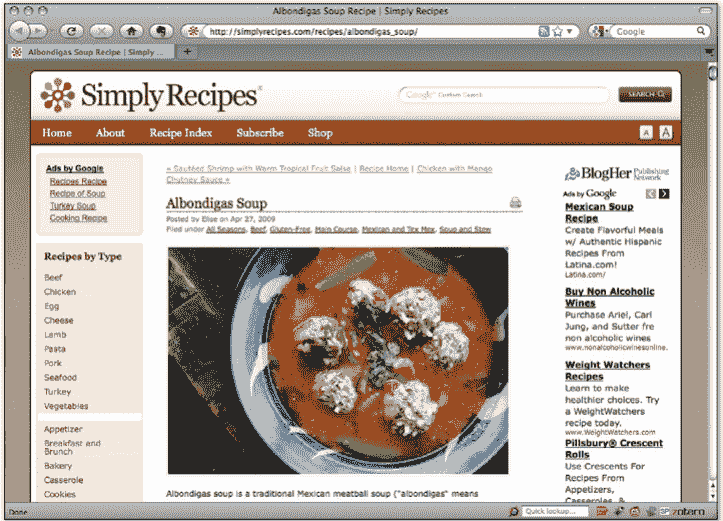 Albondigas Soup Recipe | Simply Recipes
http://simplyrecipes.com/recipes/albondigas_soup/
Google
Albondigas Soup Recipe | Simply ...
SimplyRecipes
Google Custom Search
SEARCH
Home About Recipe Index Subscribe Shop
A A
Ads by Google
Recipes Recipe
Recipe of Soup
Turkey Soup
Cooking Recipe
Recipes by Type
Beef
Chicken
Egg
Cheese
Lamb
Pasta
Pork
Seafood
Turkey
Vegetables
Appetizer
Breakfast and
Brunch
Bakery
Casserole
Cookies
« Sautéed Shrimp with Warm Tropical Fruit Salsa | Recipe Home | Chicken with Mango
Chutney Sauce »
Albondigas Soup
Posted by Elise on Apr 27, 2009
Filed under All Seasons, Beef, Gluten-Free, Main Course, Mexican and Tex Mex, Soup and Stew
Albondigas soup is a traditional Mexican meatball soup ("albondigas" means
BlogHer Publishing
Network
Ads by Google
Mexican Soup
Recipe
Create Flavorful Meals
w/ Authentic Hispanic
Recipes From
Latina.com!
Latina.com/
Buy Non Alcoholic
Wines
Purchase Ariel, Carl
Jung, and Sutter fre
non alcoholic wines
www.nonalcoholicwinesonline.
Weight Watchers
Recipes
Learn to make
healthier choices. Try
a WeightWatchers
recipe today.
www.WeightWatchers.com
Pillsbury® Crescent
Rolls
Use Crescents For
Recipes From
Appetizers,
Casseroles, &
Done
Quick lookup...
zotero